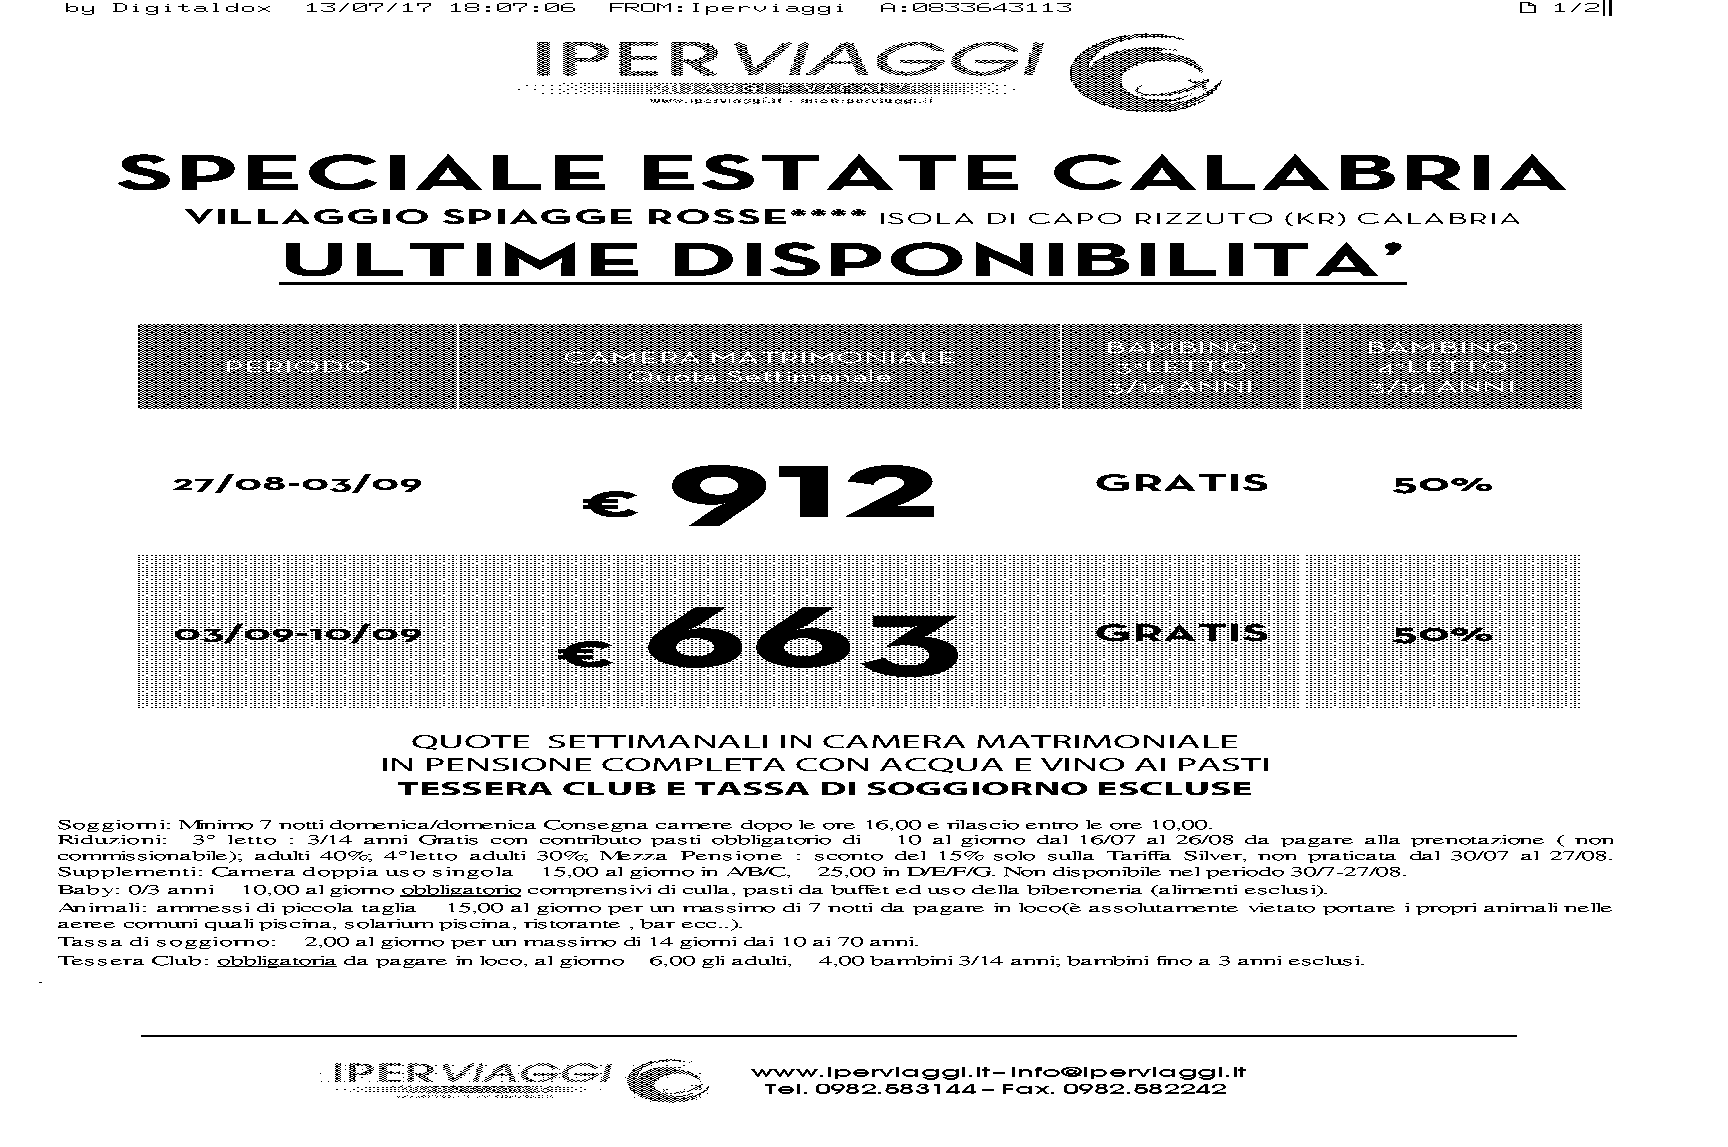 by Digitaldox 13/07/17 18:07:06 FROM:Iperviaggi A:0833643113 1/2
IPERVIAGGI
www.iperviaggi.it -
SPECIALE ESTATE CALABRIA
VILLAGGIO SPIAGGE ROSSE**** ISOLA DI CAPO RIZZUTO (KR) CALABRIA
ULTIME DISPONIBILITA’
PERIODO CAMERA MATRIMONIALE Quota Settimanale BAMBINO 3°LETTO 3/14 ANNI BAMBINO 4°LETTO 3/14 ANNI
27/08-03/09 € 912 GRATIS 50%
03/09-10/09 € 663 GRATIS 50%
QUOTE SETTIMANALI IN CAMERA MATRIMONIALE
IN PENSIONE COMPLETA CON ACQUA E VINO AI PASTI
TESSERA CLUB E TASSA DI SOGGIORNO ESCLUSE
Soggiorni: Minimo 7 notti domenica/domenica Consegna camere dopo le ore 16,00 e rilascio entro le ore 10,00.
Riduzioni: 3° letto : 3/14 anni Gratis con contributo pasti obbligatorio di 10 al giorno dal 16/07 al 26/08 da pagare alla prenotazione ( non
commissionabile); adulti 40%; 4°letto adulti 30%; Mezza Pensione : sconto del 15% solo sulla Tariffa Silver, non praticata dal 30/07 al 27/08.
Supplementi: Camera doppia uso singola 15,00 al giorno in A/B/C, 25,00 in D/E/F/G. Non disponibile nel periodo 30/7-27/08.
Baby: 0/3 anni 10,00 al giorno obbligatorio comprensivi di culla, pasti da buffet ed uso della biberoneria (alimenti esclusi).
Animali: ammessi di piccola taglia 15,00 al giorno per un massimo di 7 notti da pagare in loco(è assolutamente vietato portare i propri animali nelle
aeree comuni quali piscina, solarium piscina, ristorante , bar ecc..).
Tassa di soggiorno: 2,00 al giorno per un massimo di 14 giorni dai 10 ai 70 anni.
Tessera Club: obbligatoria da pagare in loco, al giorno 6,00 gli adulti, 4,00 bambini 3/14 anni; bambini fino a 3 anni esclusi.
IPERVIAGGI
www.iperviaggi.it–info@iperviaggi.it
Tel. 0982.583144 – Fax. 0982.582242